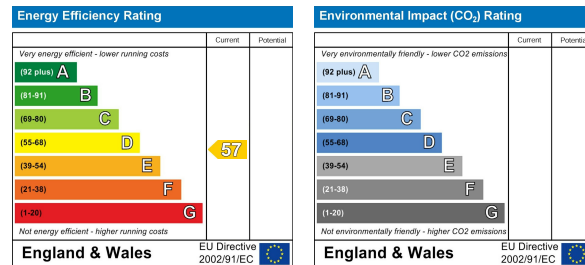 Energy Efficiency Rating
Current Potential
Very energy efficient - lower running costs
(92 plus) A
(81-91) B
(69-80) C
(55-68) D
57
(39-54) E
(21-38) F
(1-20) G
Not energy efficient - higher running costs
England & Wales
EU Directive
2002/91/EC
Environmental Impact (CO₂) Rating
Current Potential
Very environmentally friendly - lower CO2 emissions
(92 plus) A
(81-91) B
(69-80) C
(55-68) D
(39-54) E
(21-38) F
(1-20) G
Not environmentally friendly - higher CO2 emissions
England & Wales
EU Directive
2002/91/EC